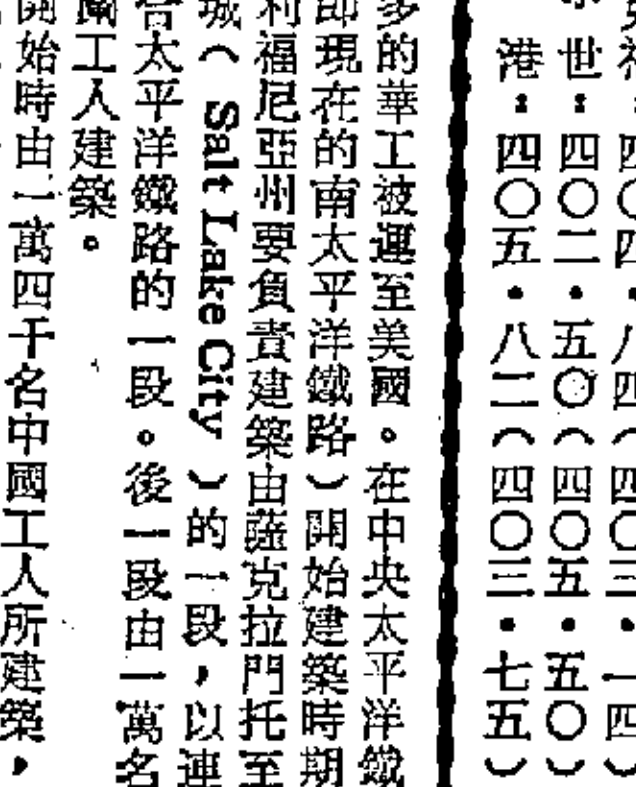 四・八四（四〇三・一四）
世：四〇二・五〇（四〇五・五〇）
港：四〇五・八二（四〇三・七五）
多的華工被運至美國。在中央太平洋鐵
即現在的南太平洋鐵路）開始建築時期
利福尼亞州要負責建築由薩克拉門托至
城（Salt Lake City）的一段，以連
合太平洋鐵路的一段。後一段由一萬名
蘭工人建築。
開始時由一萬四千名中國工人所建築，